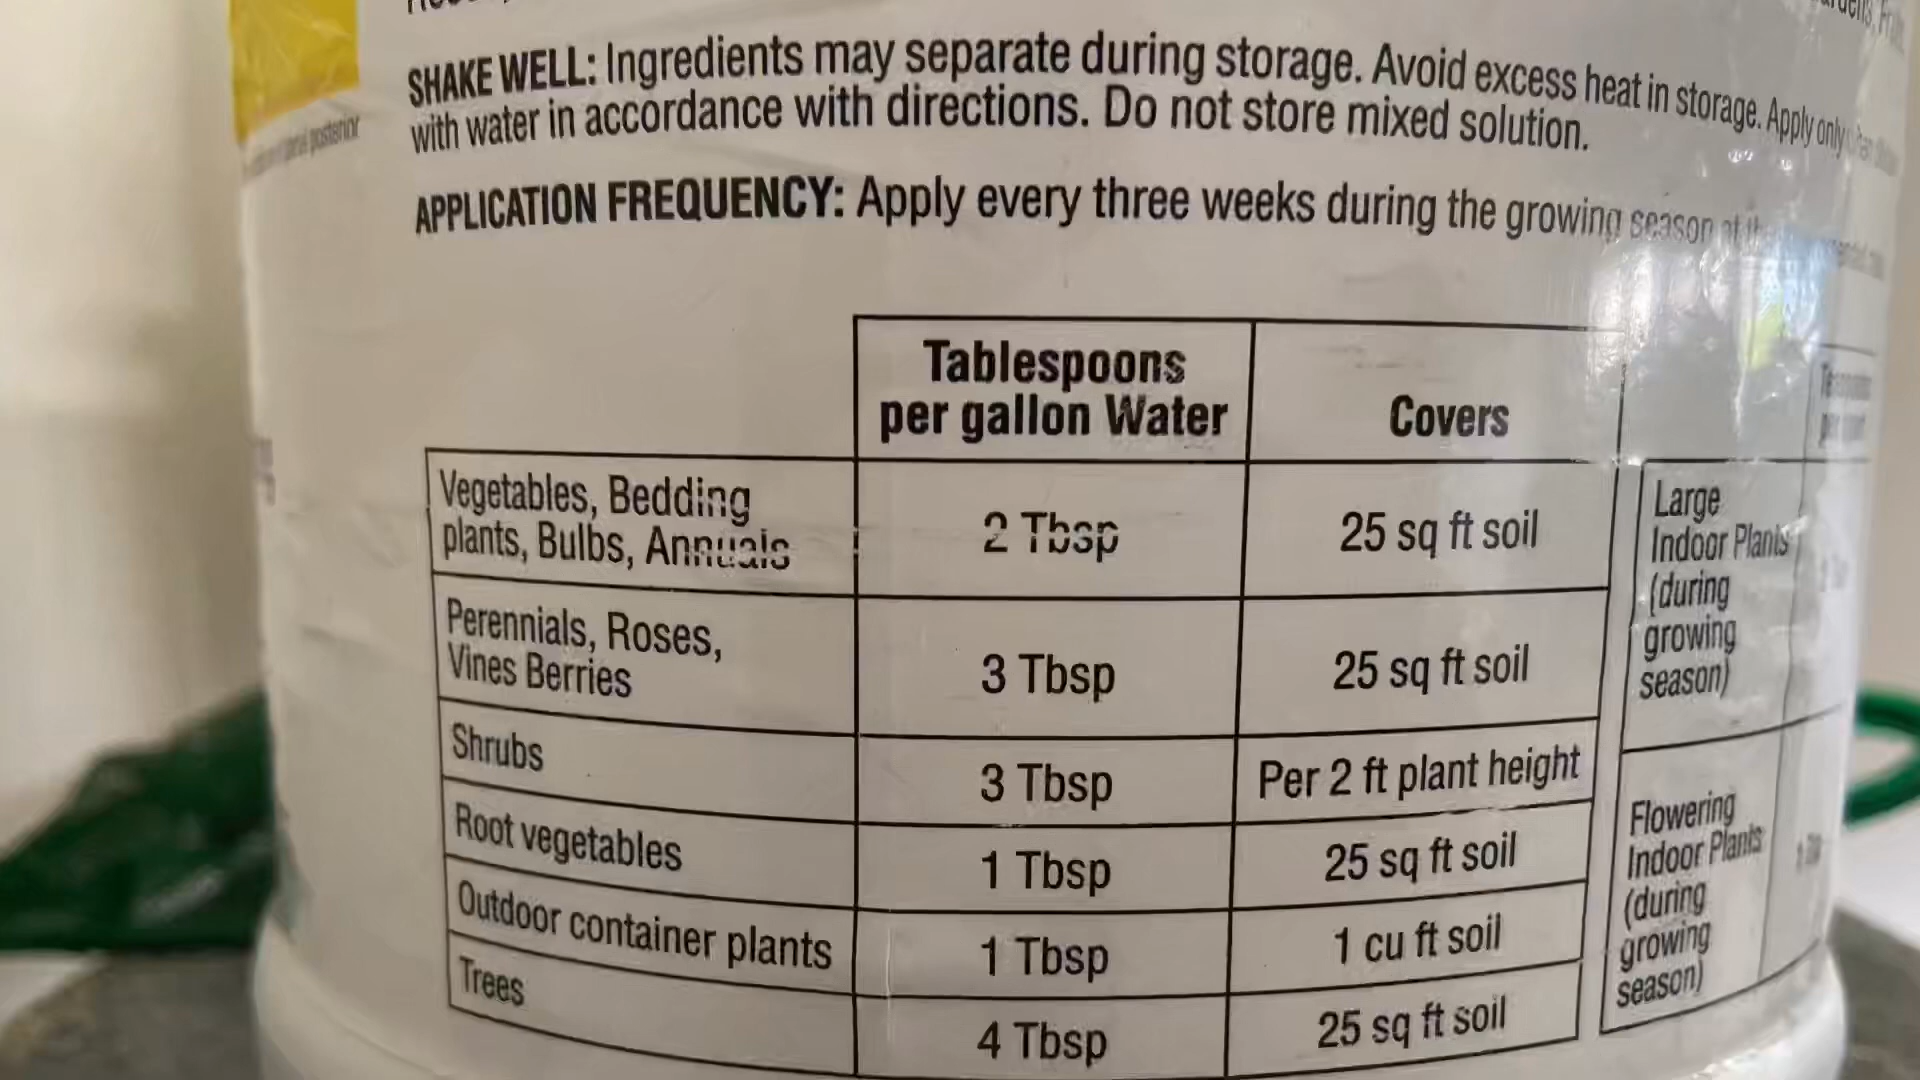 SHAKE WELL: Ingredients may separate during storage. Avoid excess heat in storage. Apply only
with water in accordance with directions. Do not store mixed solution.
APPLICATION FREQUENCY: Apply every three weeks during the growing season at
Tablespoons
per gallon Water
Covers
Vegetables, Bedding
plants, Bulbs, Annuals
2 Tbsp
25 sq ft soil
Perennials, Roses,
Vines Berries
3 Tbsp
25 sq ft soil
Shrubs
3 Tbsp
Per 2 ft plant height
Root vegetables
1 Tbsp
25 sq ft soil
Outdoor container plants
1 Tbsp
1 cu ft soil
Trees
4 Tbsp
25 sq ft soil
Large
Indoor Plants
(during
growing
season)
Flowering
Indoor Plants
(during
growing
season)